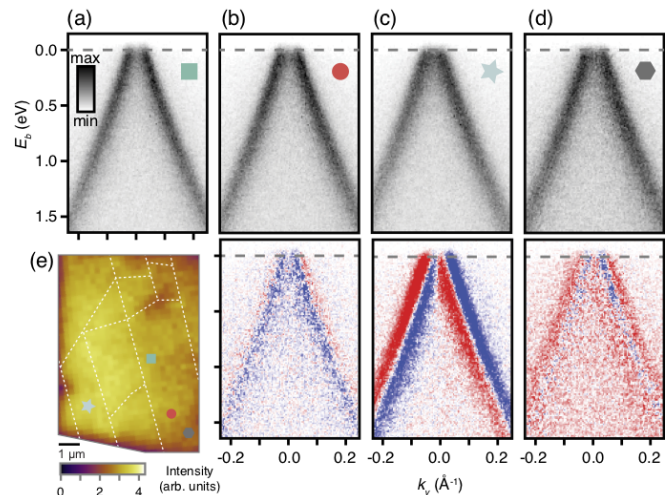 (a) (b) (c) (d)
0.0
max
min
0.5
1.0
1.5
E_b (eV)
(e)
1 μm
Intensity
(arb. units)
0 2 4
-0.2 0.0 0.2 -0.2 0.0 0.2 -0.2 0.0 0.2
k_y (Å⁻¹)